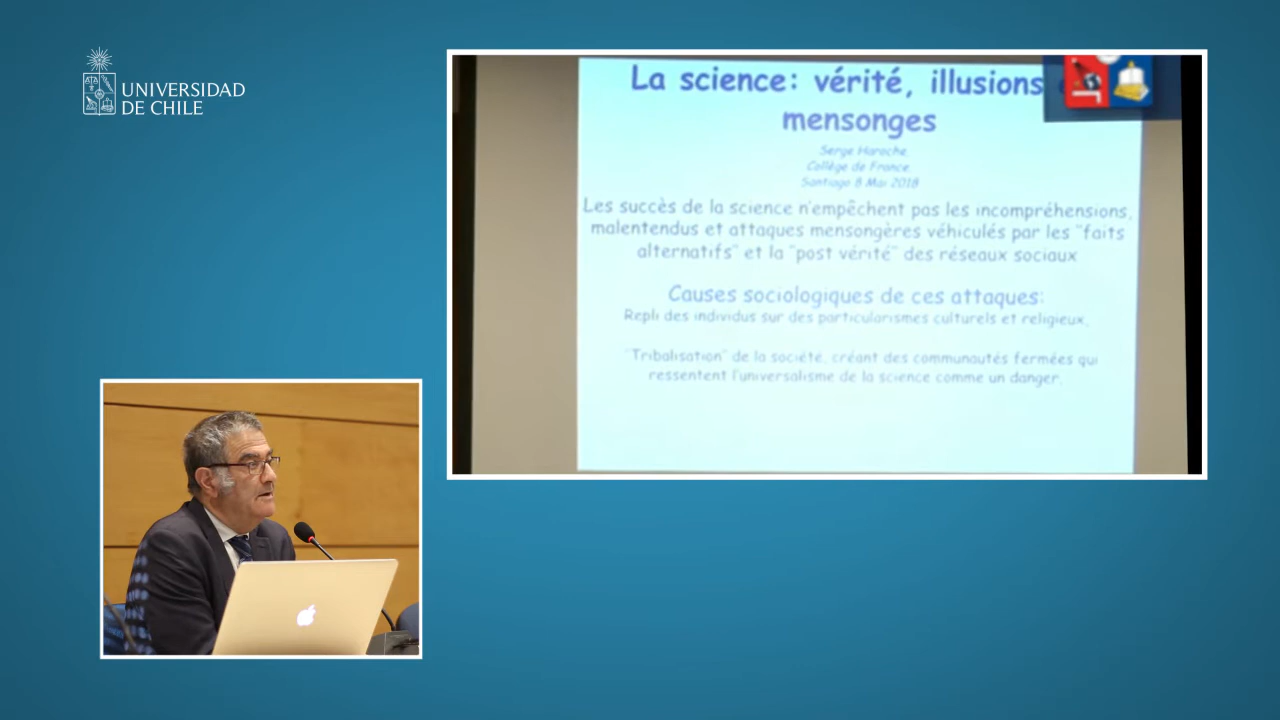 UNIVERSIDAD
DE CHILE
La science: vérité, illusions
mensonges
Serge Haroche.
Collège de France.
Santiago 8 Mai 2018
Les succès de la science n'empêchent pas les incompréhensions,
malentendus et attaques mensongères véhiculés par les "faits
alternatifs" et la "post vérité" des réseaux sociaux
Causes sociologiques de ces attaques:
Repli des individus sur des particularismes culturels et religieux,
"Tribalisation" de la société, créant des communautés fermées qui
ressentent l'universalisme de la science comme un danger.